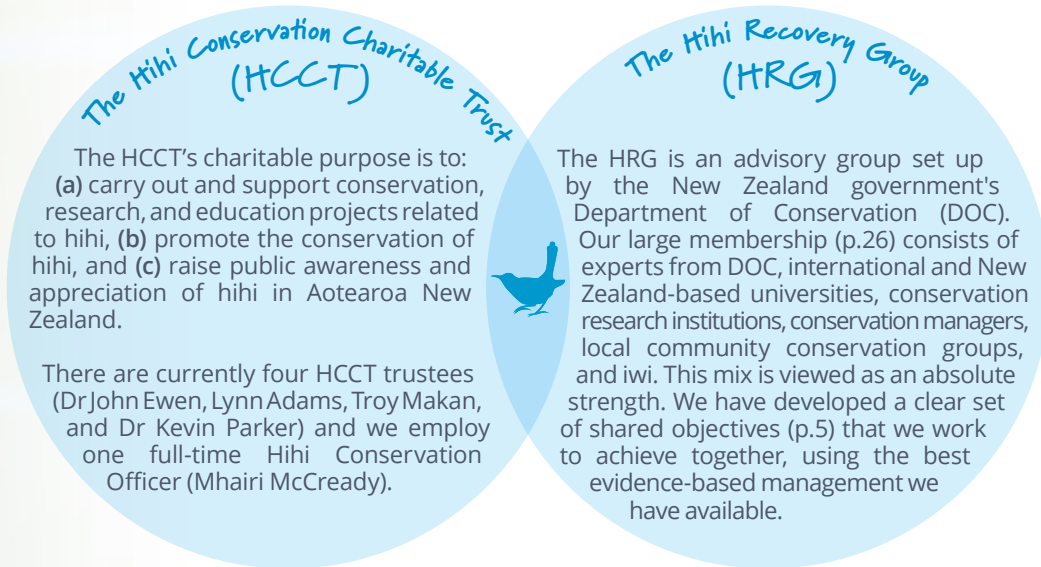 The Hihi Conservation Charitable Trust
(HCCT)
The HCCT's charitable purpose is to:
(a) carry out and support conservation,
research, and education projects related
to hihi, (b) promote the conservation of
hihi, and (c) raise public awareness and
appreciation of hihi in Aotearoa New
Zealand.
There are currently four HCCT trustees
(Dr John Ewen, Lynn Adams, Troy Makan,
and Dr Kevin Parker) and we employ
one full-time Hihi Conservation
Officer (Mhairi McCready).
The Hihi Recovery Group
(HRG)
The HRG is an advisory group set up
by the New Zealand government's
Department of Conservation (DOC).
Our large membership (p.26) consists of
experts from DOC, international and New
Zealand-based universities, conservation
research institutions, conservation managers,
local community conservation groups,
and iwi. This mix is viewed as an absolute
strength. We have developed a clear set
of shared objectives (p.5) that we work
to achieve together, using the best
evidence-based management we
have available.